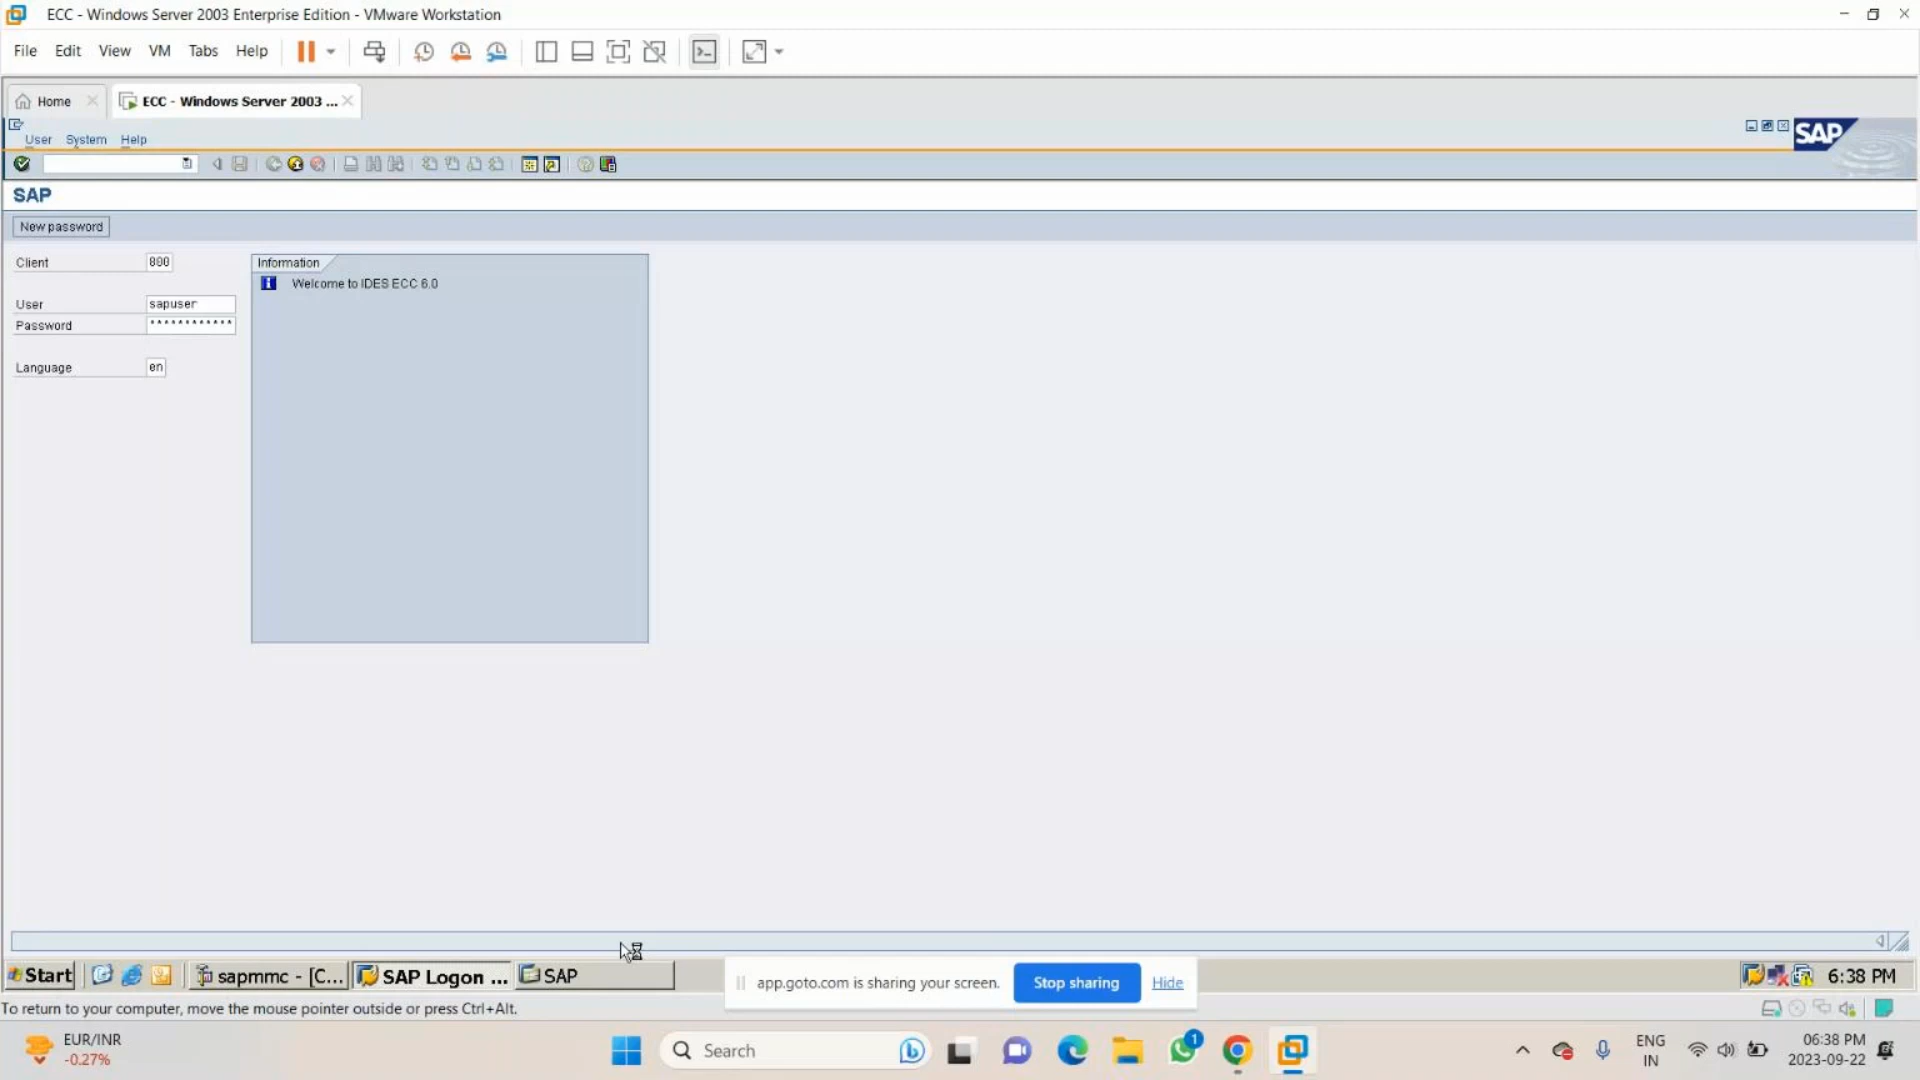 ECC - Windows Server 2003 Enterprise Edition - VMware Workstation
File Edit View VM Tabs Help
Home
ECC - Windows Server 2003 ...
User System Help
SAP
SAP
New password
Client 800
Information
Welcome to IDES ECC 6.0
User sapuser
Password ************
Language en
Start
sapmmc - [C...
SAP Logon ...
SAP
app.goto.com is sharing your screen.
Stop sharing
Hide
6:38 PM
To return to your computer, move the mouse pointer outside or press Ctrl+Alt.
EUR/INR
-0.27%
Search
1
ENG
IN
06:38 PM
2023-09-22